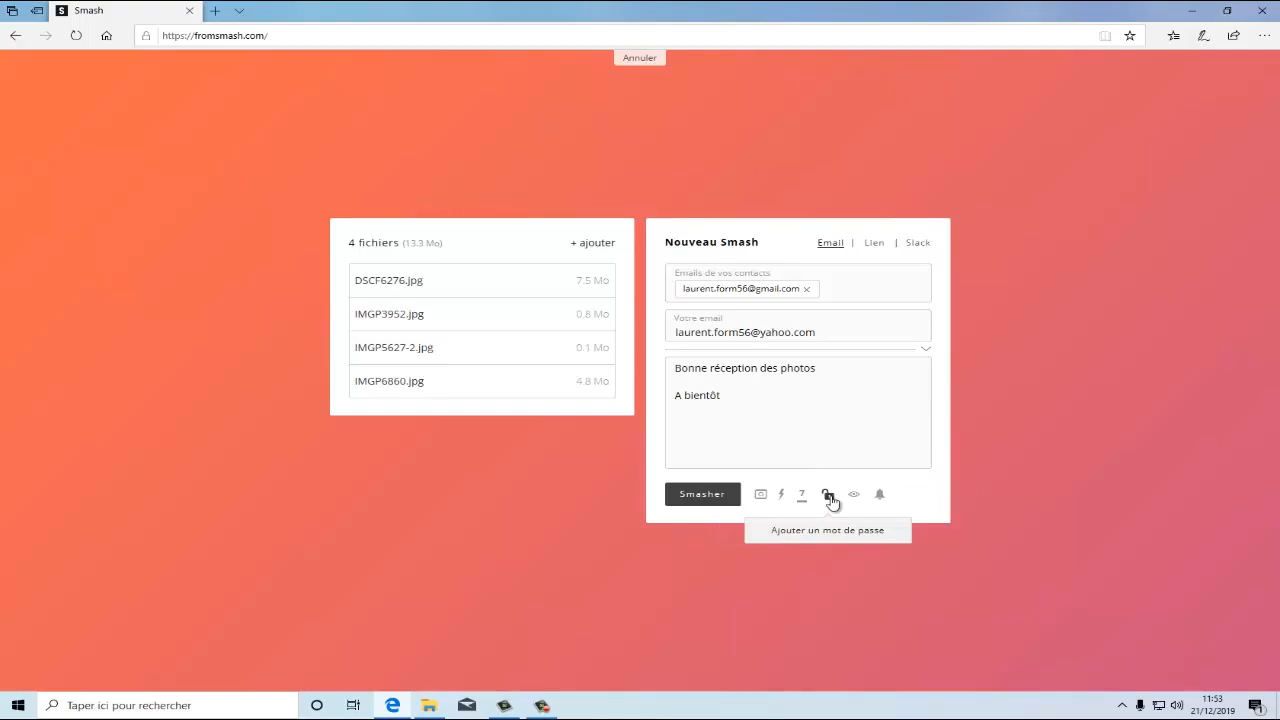 S Smash
https://fromsmash.com/
Annuler
4 fichiers (13.3 Mo)
+ ajouter
DSCF6276.jpg 7.5 Mo
IMGP3952.jpg 0.8 Mo
IMGP5627-2.jpg 0.1 Mo
IMGP6860.jpg 4.8 Mo
Nouveau Smash
Email | Lien | Slack
Emails de vos contacts
laurent.form56@gmail.com ×
Votre email
laurent.form56@yahoo.com
Bonne réception des photos
A bientôt
Smasher
7
Ajouter un mot de passe
Taper ici pour rechercher
11:53
21/12/2019
1